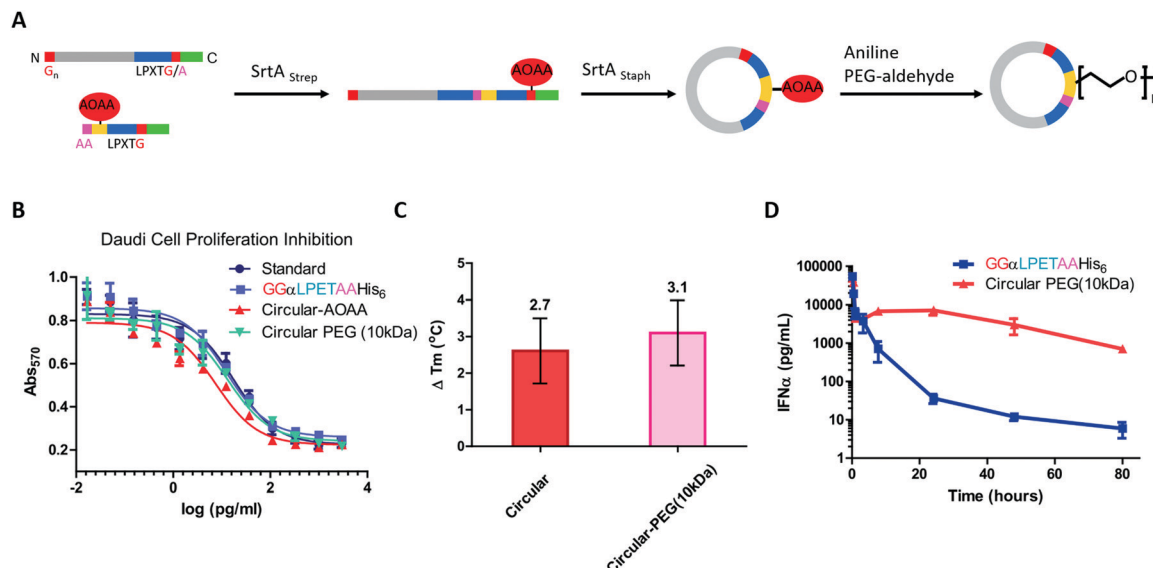 A
N
C
Gn
LPXTG/A
AOAA
AA
LPXTG
SrtA Strep
AOAA
SrtA Staph
AOAA
Aniline
PEG-aldehyde
O
B
Daudi Cell Proliferation Inhibition
Standard
GGαLPETAAHis6
Circular-AOAA
Circular PEG (10kDa)
Abs570
1.0
0.8
0.6
0.4
0.2
-2
0
2
4
log (pg/ml)
C
Δ Tm (°C)
5
4
3
2
1
0
2.7
3.1
Circular
Circular-PEG(10kDa)
D
GGαLPETAAHis6
Circular PEG(10kDa)
IFNα (pg/mL)
100000
10000
1000
100
10
1
0
20
40
60
80
Time (hours)